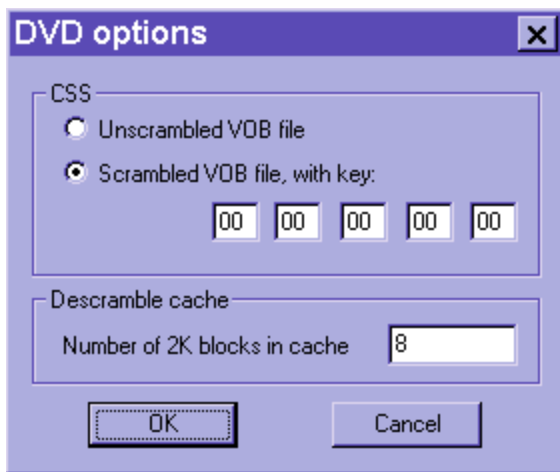 DVD options
CSS
Unscrambled VOB file
Scrambled VOB file, with key:
00 00 00 00 00
Descramble cache
Number of 2K blocks in cache 8
OK Cancel